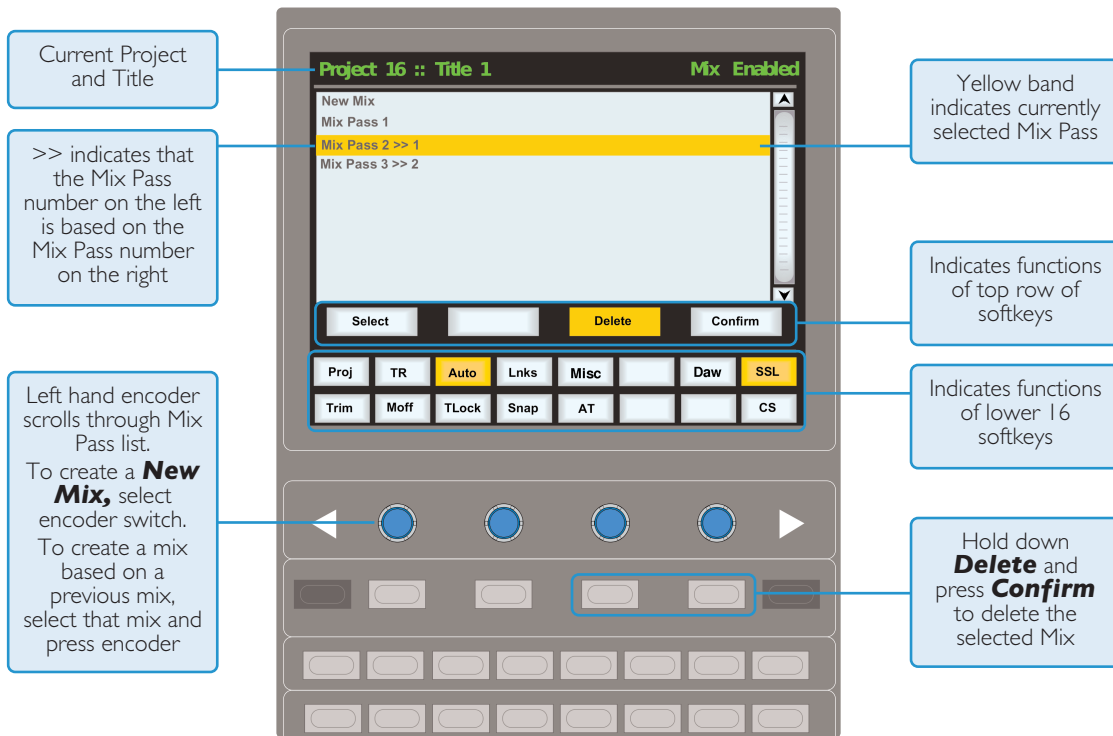 Current Project
and Title
>> indicates that
the Mix Pass
number on the left
is based on the
Mix Pass number
on the right
Left hand encoder
scrolls through Mix
Pass list.
To create a New
Mix, select
encoder switch.
To create a mix
based on a
previous mix,
select that mix and
press encoder
Project 16 :: Title 1
Mix Enabled
New Mix
Mix Pass 1
Mix Pass 2 >> 1
Mix Pass 3 >> 2
Select
Delete
Confirm
Proj TR Auto Lnks Misc Daw SSL
Trim Moff TLock Snap AT CS
Yellow band
indicates currently
selected Mix Pass
Indicates functions
of top row of
softkeys
Indicates functions
of lower 16
softkeys
Hold down
Delete and
press Confirm
to delete the
selected Mix